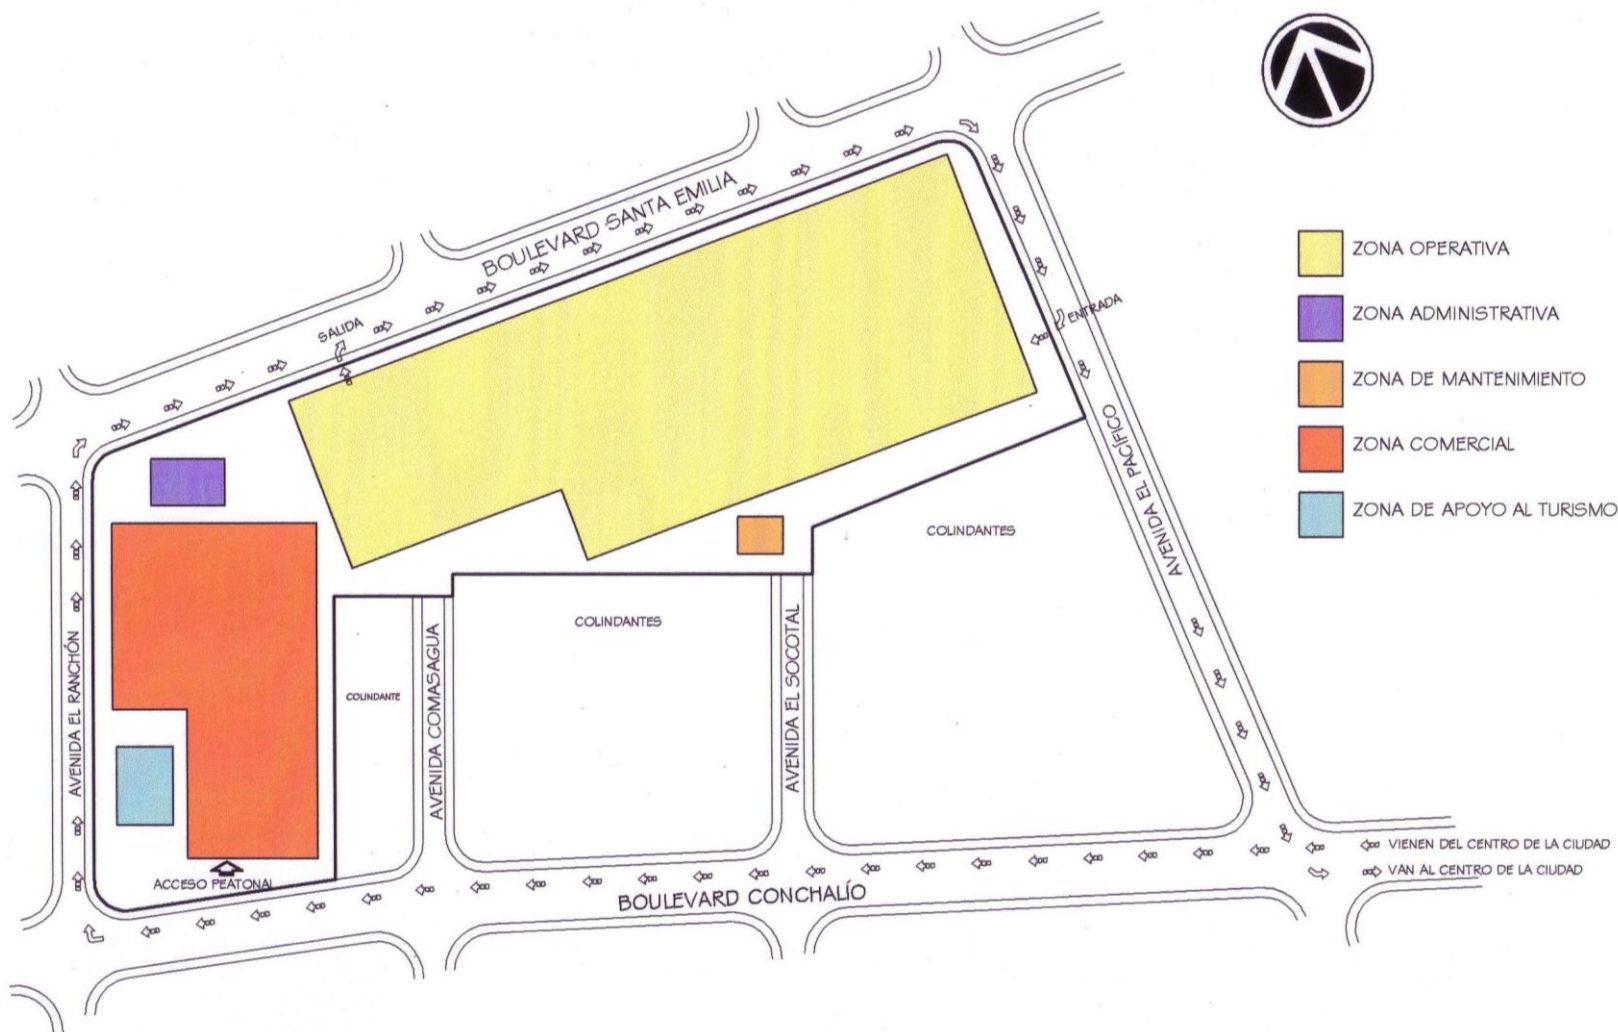 BOULEVARD SANTA EMILIA
SALIDA
ENTRADA
ZONA OPERATIVA
ZONA ADMINISTRATIVA
ZONA DE MANTENIMIENTO
ZONA COMERCIAL
ZONA DE APOYO AL TURISMO
AVENIDA EL PACÍFICO
COLINDANTES
COLINDANTES
COLINDANTE
AVENIDA EL RANCHÓN
AVENIDA COMASAGUA
AVENIDA EL SOCOTAL
ACCESO PEATONAL
BOULEVARD CONCHALÍO
VIENEN DEL CENTRO DE LA CIUDAD
VAN AL CENTRO DE LA CIUDAD